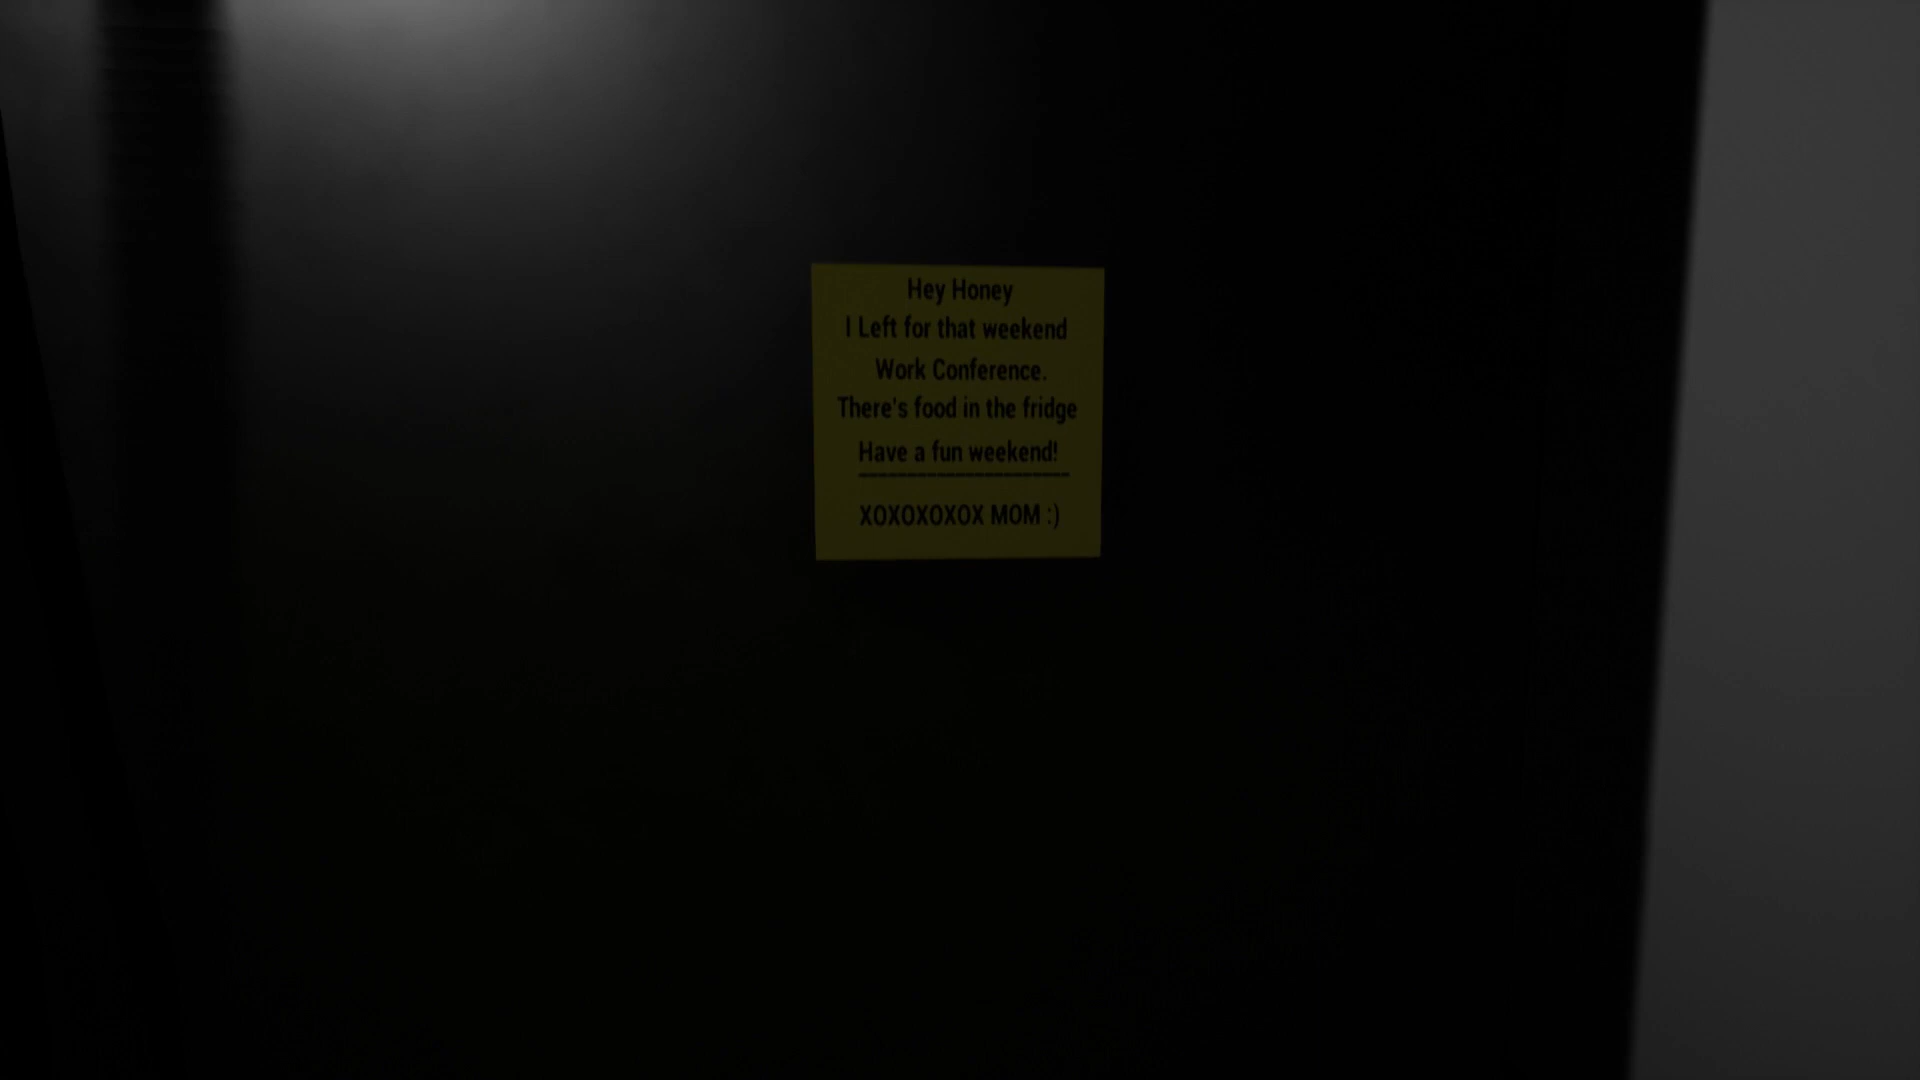 Hey Honey
I Left for that weekend
Work Conference.
There's food in the fridge
Have a fun weekend!
--------------------
XOXOXOXOX MOM :)